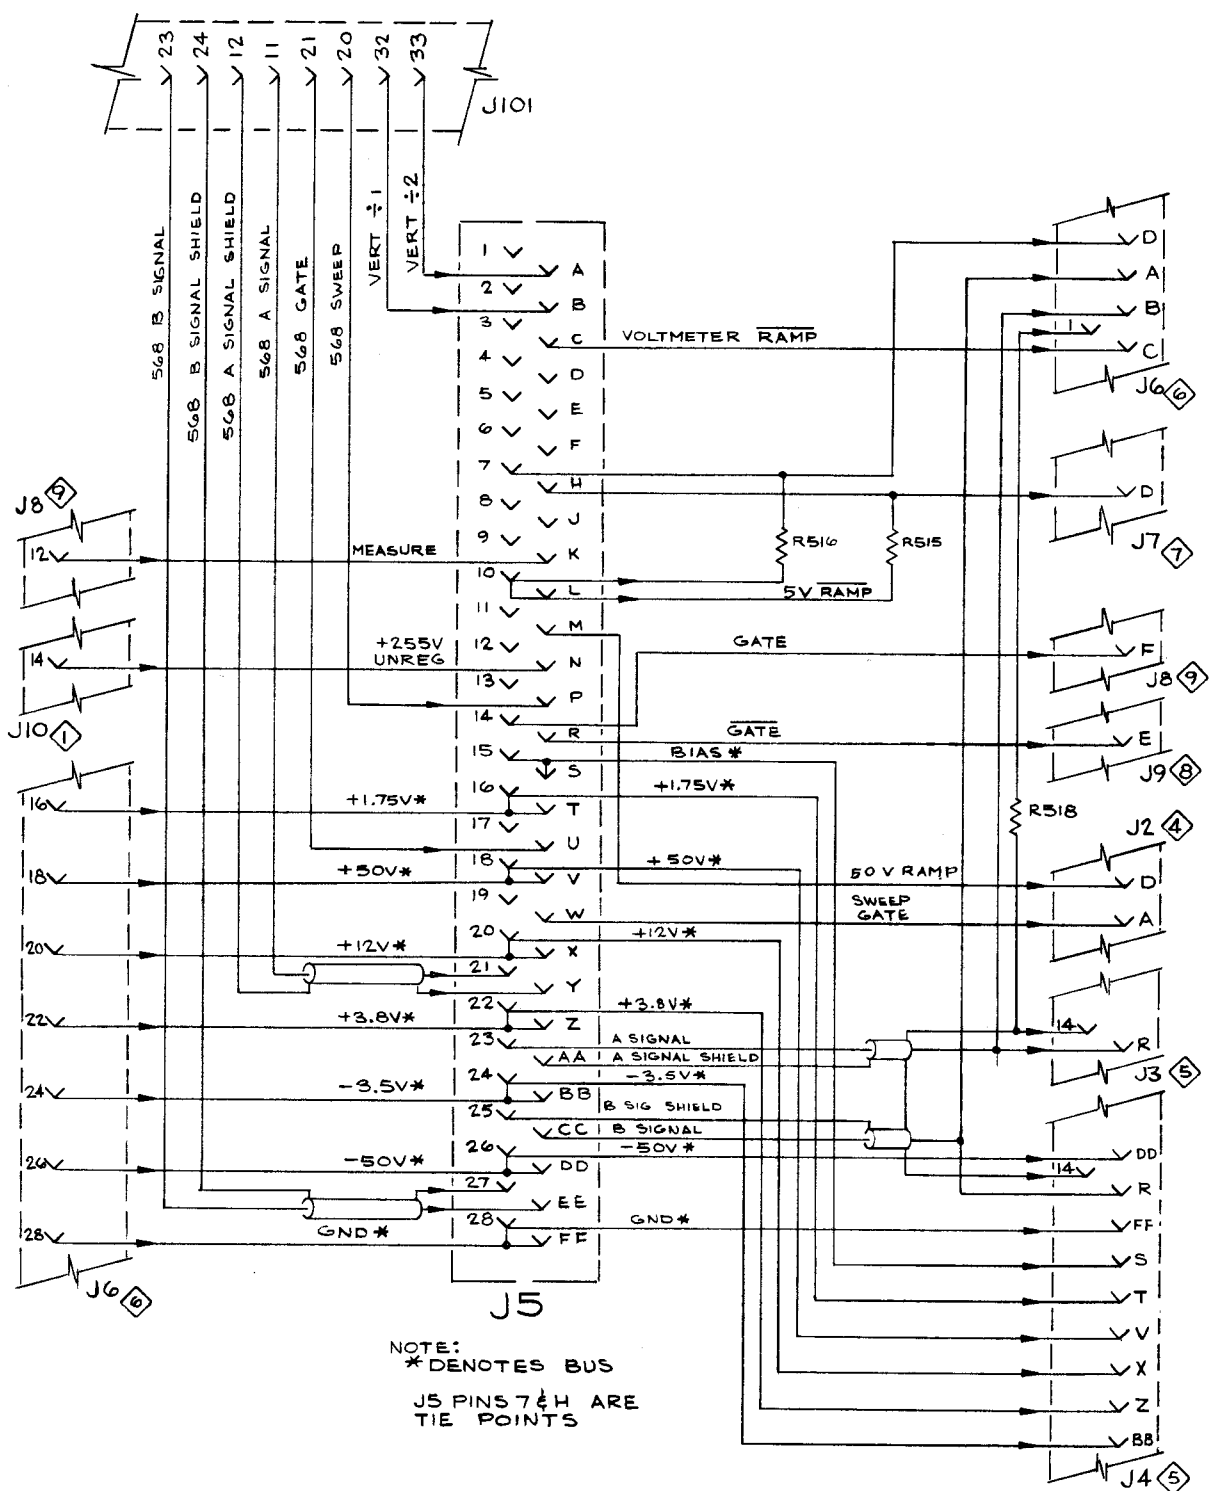 23 24 12 11 21 20 32 33
J101
568 B SIGNAL
568 B SIGNAL SHIELD
568 A SIGNAL SHIELD
568 A SIGNAL
568 GATE
568 SWEEP
VERT ÷1
VERT ÷2
1
A
2
B
3
C
4
D
5
E
6
F
7
H
8
J
9
K
10
L
11
M
12
N
13
P
14
R
15
S
16
T
17
U
18
V
19
W
20
X
21
Y
22
Z
23
AA
24
BB
25
CC
26
DD
27
EE
28
FF
J5
J8 9
12
MEASURE
14
+255V
UNREG
J10 1
16
+1.75V*
18
+50V*
20
+12V*
22
+3.8V*
24
-3.5V*
26
-50V*
28
GND*
J6 6
VOLTMETER RAMP
R516
R515
5V RAMP
GATE
GATE
BIAS*
+1.75V*
R518
+50V*
50V RAMP
SWEEP
GATE
+12V*
+3.8V*
A SIGNAL
A SIGNAL SHIELD
-3.5V*
B SIG SHIELD
B SIGNAL
-50V*
GND*
D
A
B
1
C
J6 6
D
J7 7
F
J8 9
E
J9 8
J2 4
D
A
14
R
J3 5
DD
14
R
FF
S
T
V
X
Z
BB
J4 5
NOTE:
* DENOTES BUS
J5 PINS 7 & H ARE
TIE POINTS